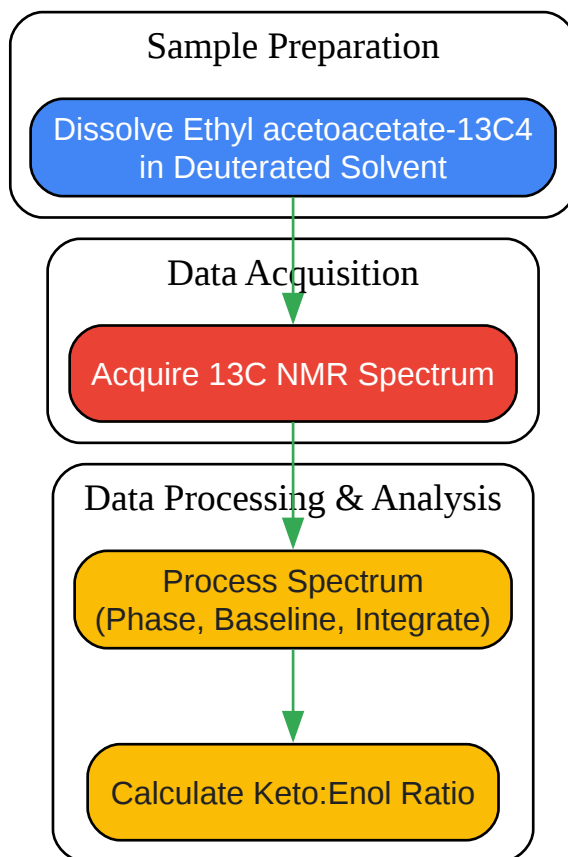 Sample Preparation
Dissolve Ethyl acetoacetate-13C4
in Deuterated Solvent
Data Acquisition
Acquire 13C NMR Spectrum
Data Processing & Analysis
Process Spectrum
(Phase, Baseline, Integrate)
Calculate Keto:Enol Ratio